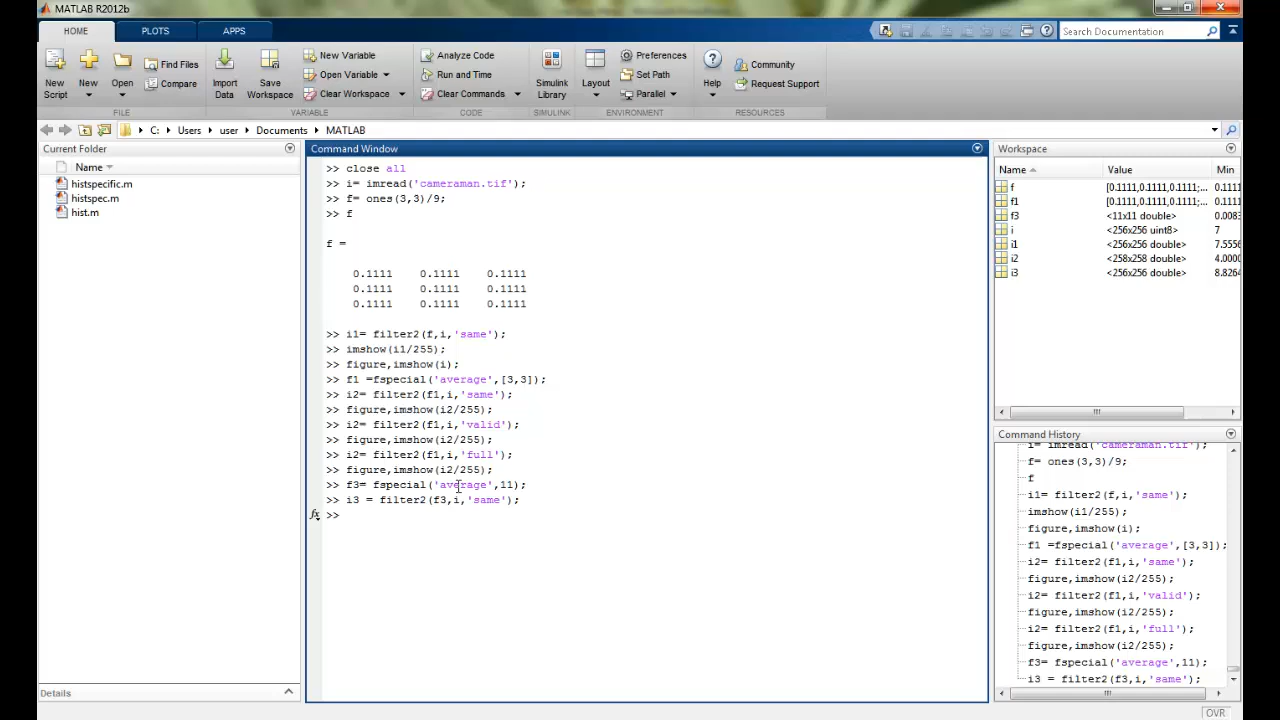 MATLAB R2012b
HOME PLOTS APPS
Search Documentation
New Script
New
Open
Find Files
Compare
FILE
Import Data
Save Workspace
New Variable
Open Variable
Clear Workspace
VARIABLE
Analyze Code
Run and Time
Clear Commands
CODE
Simulink Library
SIMULINK
Layout
Preferences
Set Path
Parallel
ENVIRONMENT
Help
Community
Request Support
RESOURCES
C: Users user Documents MATLAB
Current Folder
Name
histspecific.m
histspec.m
hist.m
Details
Command Window
>> close all
>> i= imread('cameraman.tif');
>> f= ones(3,3)/9;
>> f
f =
0.1111 0.1111 0.1111
0.1111 0.1111 0.1111
0.1111 0.1111 0.1111
>> i1= filter2(f,i,'same');
>> imshow(i1/255);
>> figure,imshow(i);
>> f1 =fspecial('average',[3,3]);
>> i2= filter2(f1,i,'same');
>> figure,imshow(i2/255);
>> i2= filter2(f1,i,'valid');
>> figure,imshow(i2/255);
>> i2= filter2(f1,i,'full');
>> figure,imshow(i2/255);
>> f3= fspecial('average',11);
>> i3 = filter2(f3,i,'same');
fx >>
Workspace
Name Value Min
f [0.1111,0.1111,0.1111;... 0.1111
f1 [0.1111,0.1111,0.1111;... 0.1111
f3 <11x11 double> 0.0083
i <256x256 uint8> 7
i1 <256x256 double> 7.5556
i2 <258x258 double> 4.0000
i3 <256x256 double> 8.8264
Command History
i= imread('cameraman.tif');
f= ones(3,3)/9;
f
i1= filter2(f,i,'same');
imshow(i1/255);
figure,imshow(i);
f1 =fspecial('average',[3,3]);
i2= filter2(f1,i,'same');
figure,imshow(i2/255);
i2= filter2(f1,i,'valid');
figure,imshow(i2/255);
i2= filter2(f1,i,'full');
figure,imshow(i2/255);
f3= fspecial('average',11);
i3 = filter2(f3,i,'same');
OVR